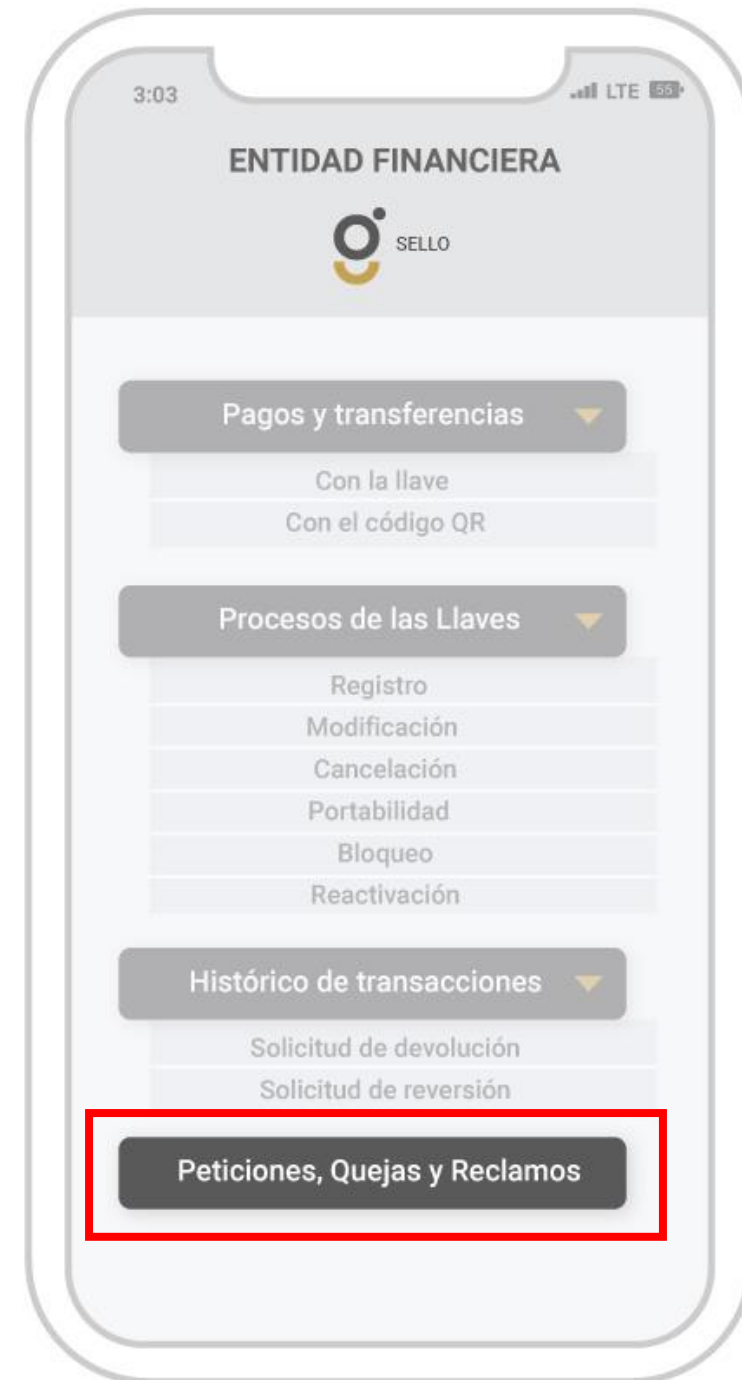 3:03 LTE 55
ENTIDAD FINANCIERA
SELLO
Pagos y transferencias
Con la llave
Con el código QR
Procesos de las Llaves
Registro
Modificación
Cancelación
Portabilidad
Bloqueo
Reactivación
Histórico de transacciones
Solicitud de devolución
Solicitud de reversión
Peticiones, Quejas y Reclamos